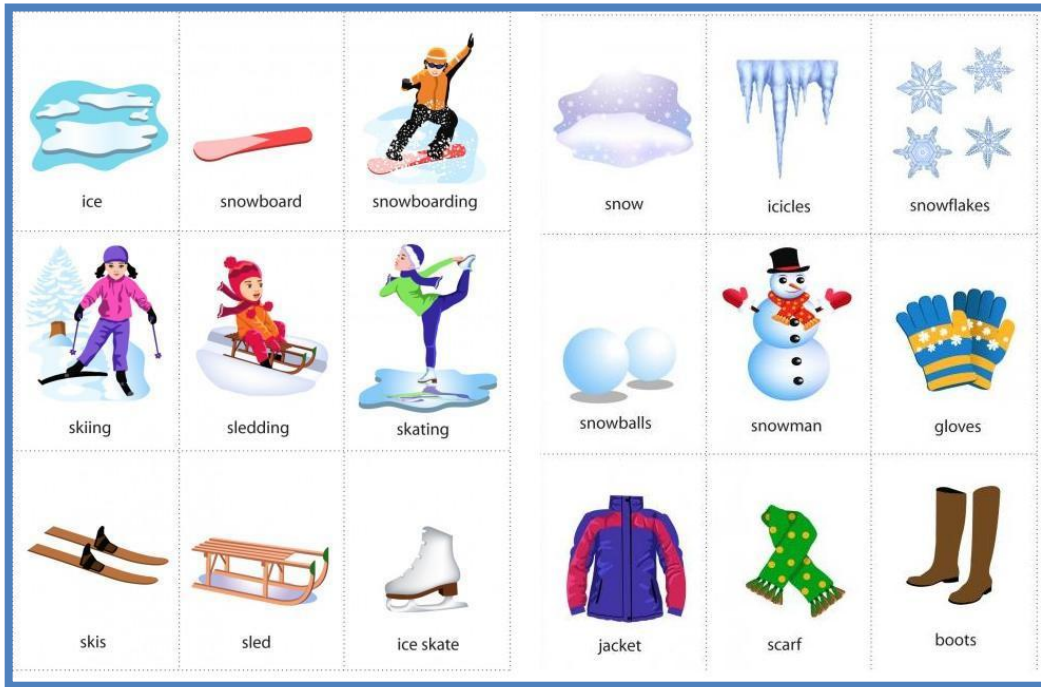 ice
snowboard
snowboarding
snow
icicles
snowflakes
skiing
sledding
skating
snowballs
snowman
gloves
skis
sled
ice skate
jacket
scarf
boots